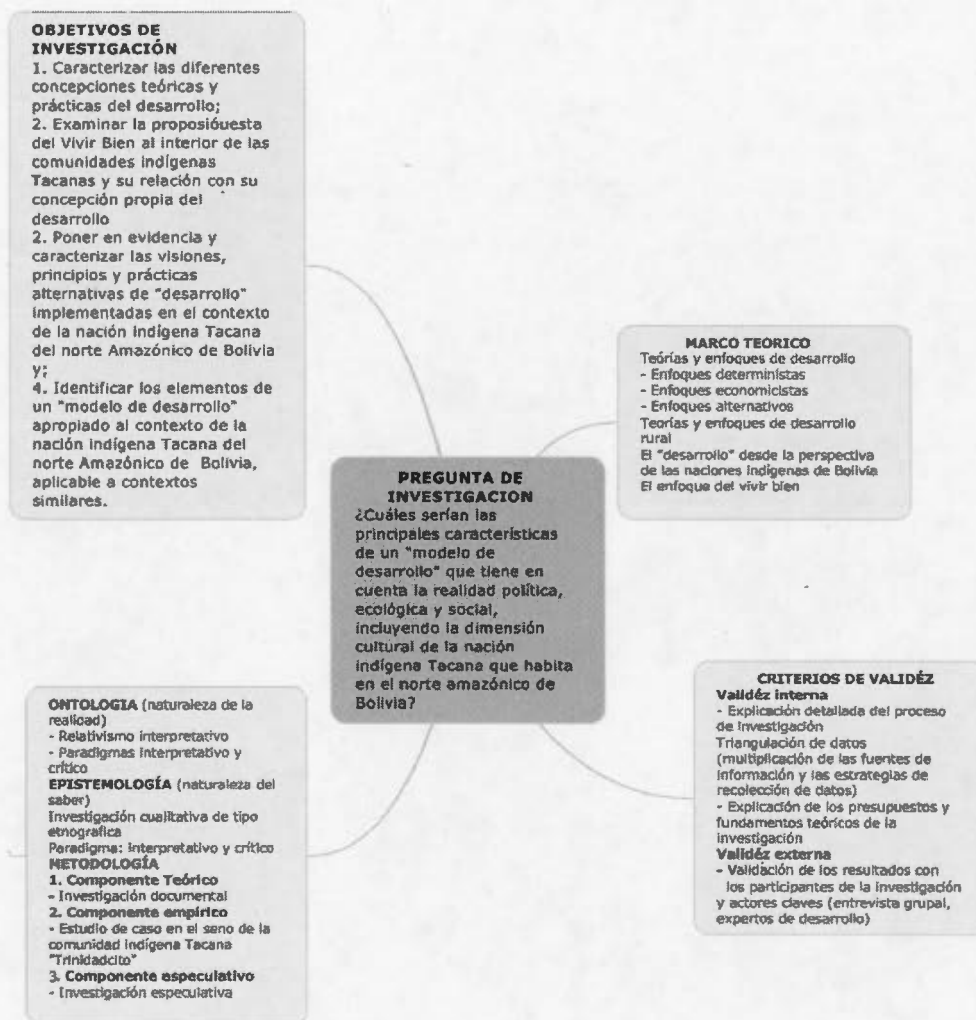 OBJETIVOS DE
INVESTIGACIÓN
1. Caracterizar las diferentes
concepciones teóricas y
prácticas del desarrollo;
2. Examinar la proposióuesta
del Vivir Bien al interior de las
comunidades indígenas
Tacanas y su relación con su
concepción propia del
desarrollo
2. Poner en evidencia y
caracterizar las visiones,
principios y prácticas
alternativas de "desarrollo"
implementadas en el contexto
de la nación indígena Tacana
del norte Amazónico de Bolivia
y;
4. Identificar los elementos de
un "modelo de desarrollo"
apropiado al contexto de la
nación indígena Tacana del
norte Amazónico de Bolivia,
aplicable a contextos
similares.
MARCO TEORICO
Teórías y enfoques de desarrollo
- Enfoques deterministas
- Enfoques economicistas
- Enfoques alternativos
Teorías y enfoques de desarrollo
rural
El "desarrollo" desde la perspectiva
de las naciones indígenas de Bolivia
El enfoque del vivir bien
PREGUNTA DE
INVESTIGACION
¿Cuáles serían las
principales características
de un "modelo de
desarrollo" que tiene en
cuenta la realidad política,
ecológica y social,
incluyendo la dimensión
cultural de la nación
indígena Tacana que habita
en el norte amazónico de
Bolivia?
ONTOLOGIA (naturaleza de la
realidad)
- Relativismo interpretativo
- Paradigmas interpretativo y
crítico
EPISTEMOLOGÍA (naturaleza del
saber)
Investigación cualitativa de tipo
etnografica
Paradigma: interpretativo y crítico
METODOLOGÍA
1. Componente Teórico
- Investigación documental
2. Componente empírico
- Estudio de caso en el seno de la
comunidad indígena Tacana
"Trinidadcito"
3. Componente especulativo
- Investigación especulativa
CRITERIOS DE VALIDÉZ
Validéz interna
- Explicación detallada del proceso
de investigación
Triangulación de datos
(multiplicación de las fuentes de
información y las estrategias de
recolección de datos)
- Explicación de los presupuestos y
fundamentos teóricos de la
investigación
Validéz externa
- Validación de los resultados con
los participantes de la investigación
y actores claves (entrevista grupal,
expertos de desarrollo)